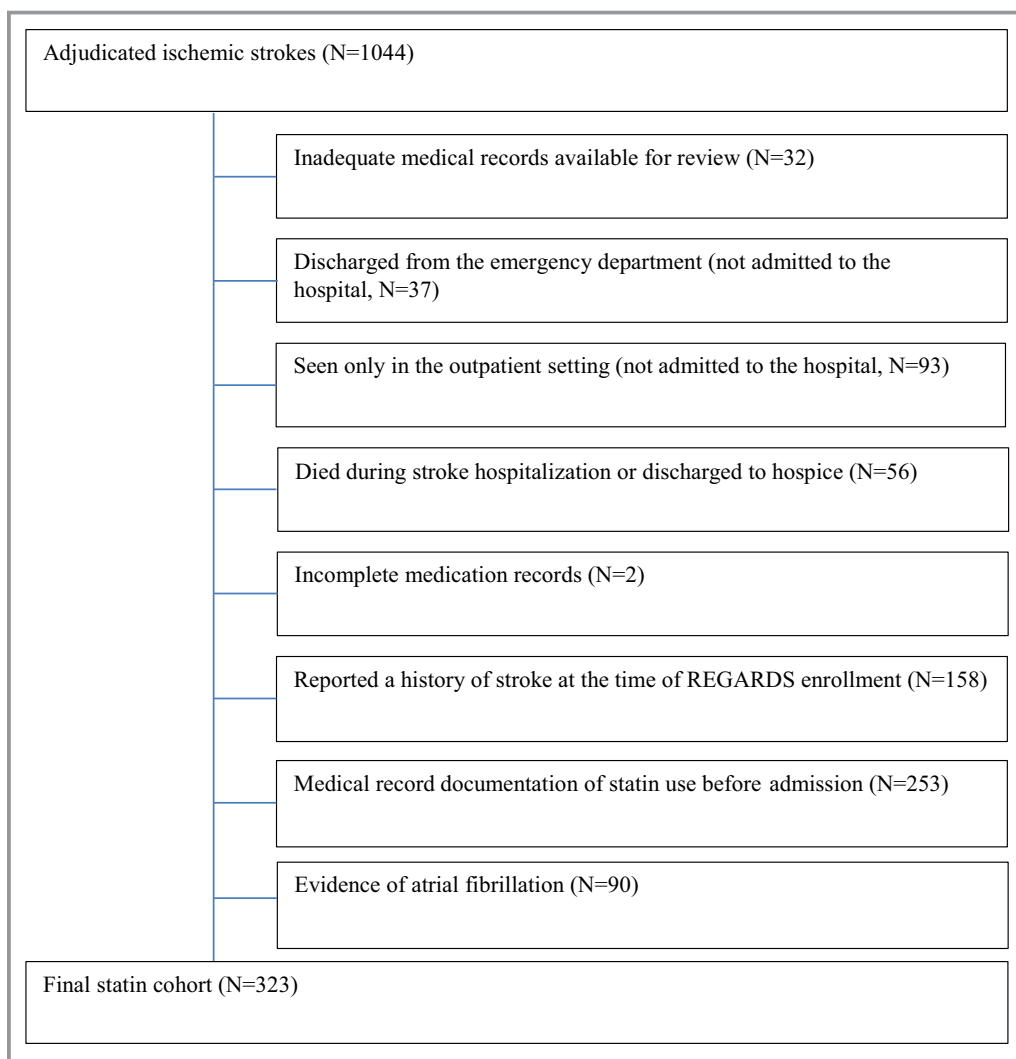 Adjudicated ischemic strokes (N=1044)
Inadequate medical records available for review (N=32)
Discharged from the emergency department (not admitted to the
hospital, N=37)
Seen only in the outpatient setting (not admitted to the hospital, N=93)
Died during stroke hospitalization or discharged to hospice (N=56)
Incomplete medication records (N=2)
Reported a history of stroke at the time of REGARDS enrollment (N=158)
Medical record documentation of statin use before admission (N=253)
Evidence of atrial fibrillation (N=90)
Final statin cohort (N=323)